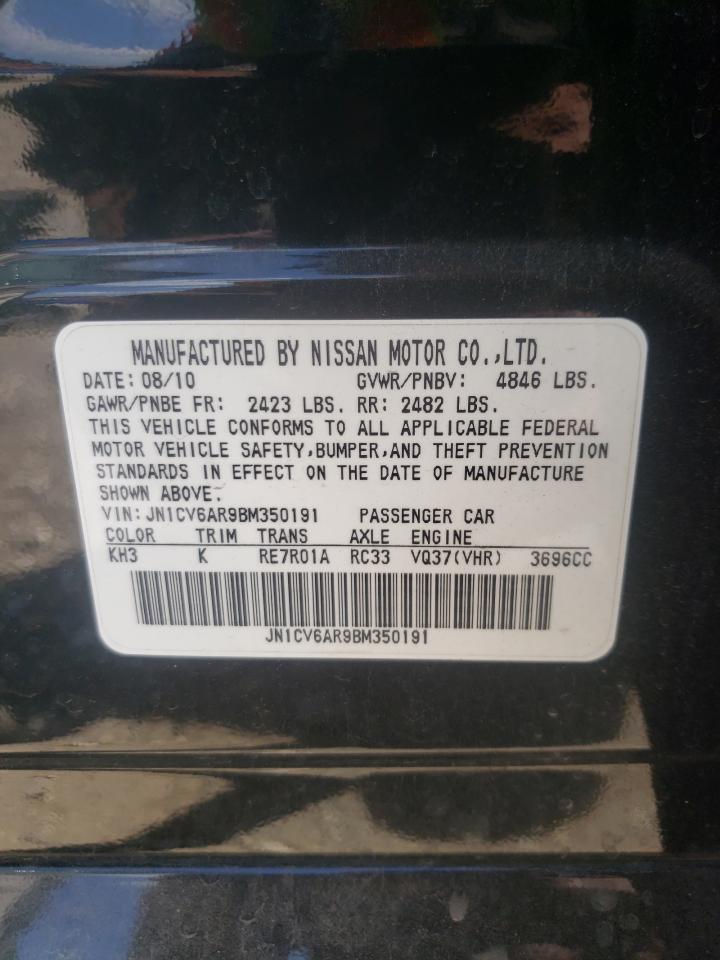 MANUFACTURED BY NISSAN MOTOR CO.,LTD.
DATE: 08/10 GVWR/PNBV: 4846 LBS.
GAWR/PNBE FR: 2423 LBS. RR: 2482 LBS.
THIS VEHICLE CONFORMS TO ALL APPLICABLE FEDERAL
MOTOR VEHICLE SAFETY,BUMPER,AND THEFT PREVENTION
STANDARDS IN EFFECT ON THE DATE OF MANUFACTURE
SHOWN ABOVE.
VIN: JN1CV6AR9BM350191 PASSENGER CAR
COLOR TRIM TRANS AXLE ENGINE
KH3 K RE7R01A RC33 VQ37(VHR) 3696CC
JN1CV6AR9BM350191